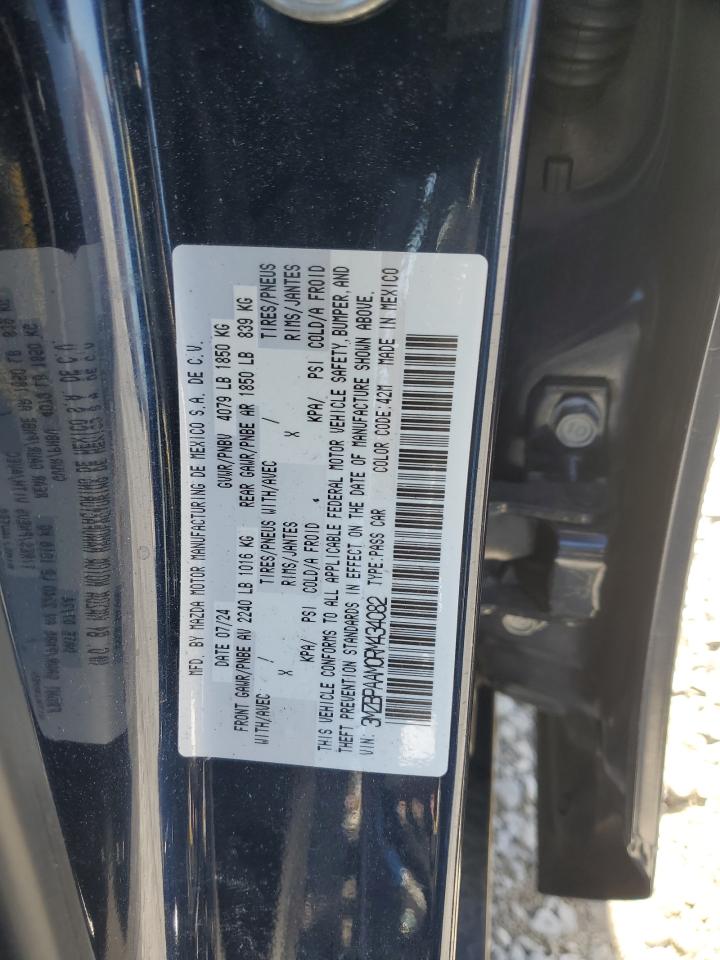 MFD. BY MAZDA MOTOR MANUFACTURING DE MEXICO S.A. DE C.V.
DATE 07/24 GVWR/PNBV 4079 LB 1850 KG
FRONT GAWR/PNBE AV 2240 LB 1016 KG REAR GAWR/PNBE AR 1850 LB 839 KG
WITH/AVEC / TIRES/PNEUS WITH/AVEC / TIRES/PNEUS
X RIMS/JANTES X RIMS/JANTES
KPA/ PSI COLD/A FROID KPA/ PSI COLD/A FROID
THIS VEHICLE CONFORMS TO ALL APPLICABLE FEDERAL MOTOR VEHICLE SAFETY, BUMPER, AND
THEFT PREVENTION STANDARDS IN EFFECT ON THE DATE OF MANUFACTURE SHOWN ABOVE.
VIN: 3MZBPAAM0RM434082 TYPE:PASS CAR COLOR CODE:42M MADE IN MEXICO